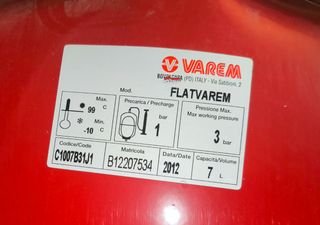 VAREM
BOVOLENTA (PD) ITALY - Via Sabbioni, 2
Mod. FLATVAREM
Max. 99 °C
Min. -10 °C
Precarica / Precharge
1 bar
Pressione Max.
Max working pressure
3 bar
Codice/Code
C1007B31J1
Matricola
B12207534
Data/Date
2012
Capacità/Volume
7 L